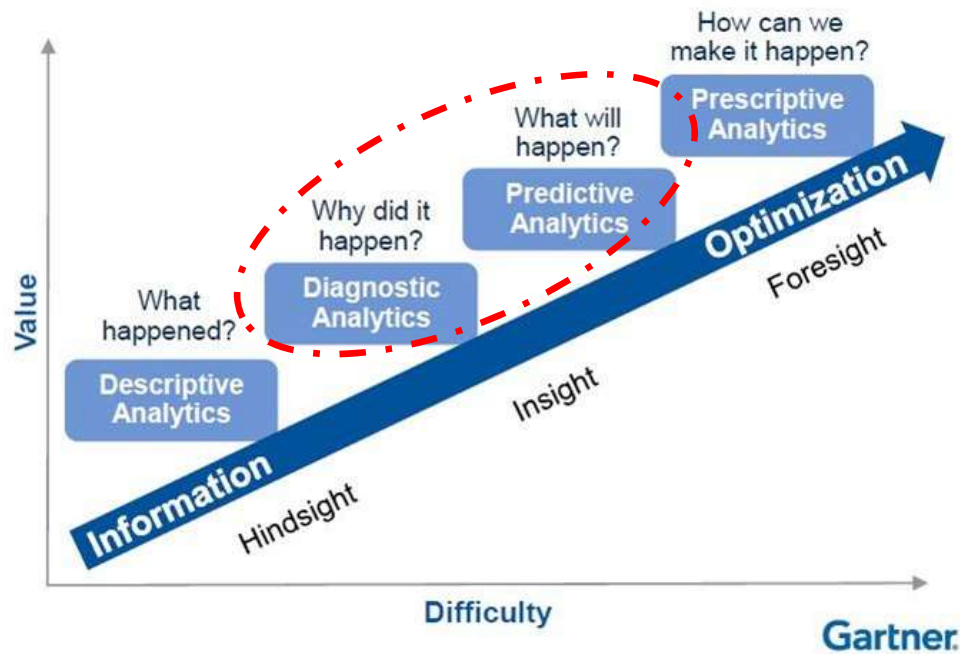 How can we
make it happen?
Prescriptive
Analytics
What will
happen?
Predictive
Analytics
Why did it
happen?
Diagnostic
Analytics
What
happened?
Descriptive
Analytics
Value
Information
Optimization
Hindsight
Insight
Foresight
Difficulty
Gartner.